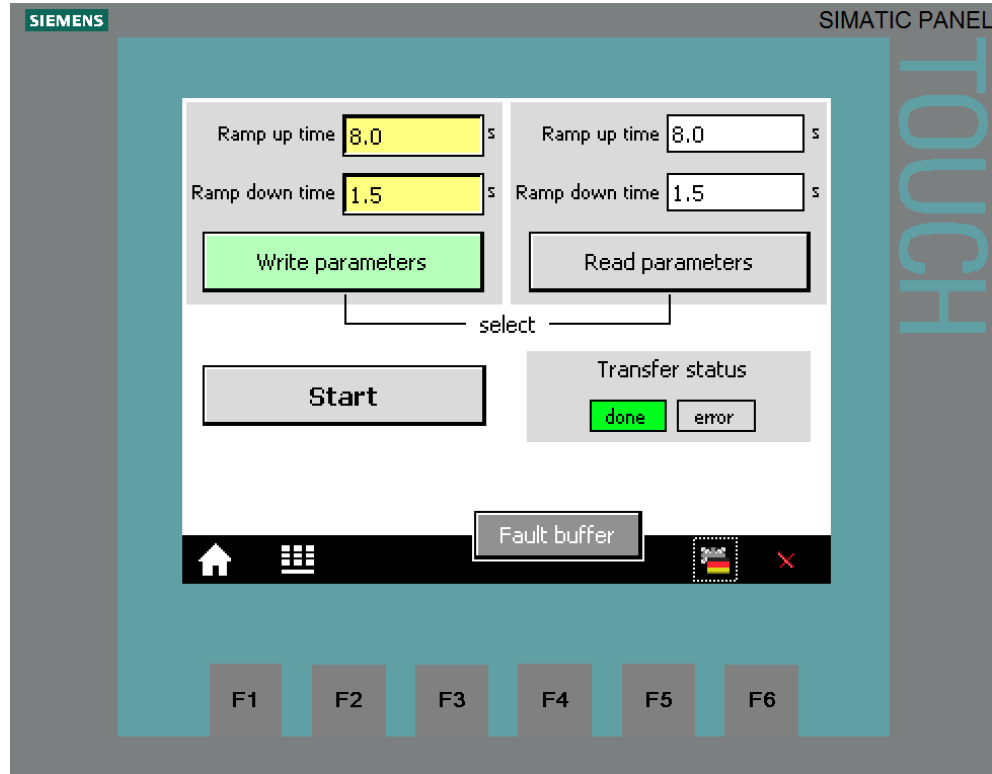 SIEMENS
SIMATIC PANEL
TOUCH
Ramp up time 8.0 s
Ramp down time 1.5 s
Write parameters
Ramp up time 8.0 s
Ramp down time 1.5 s
Read parameters
select
Start
Transfer status
done error
Fault buffer
F1 F2 F3 F4 F5 F6